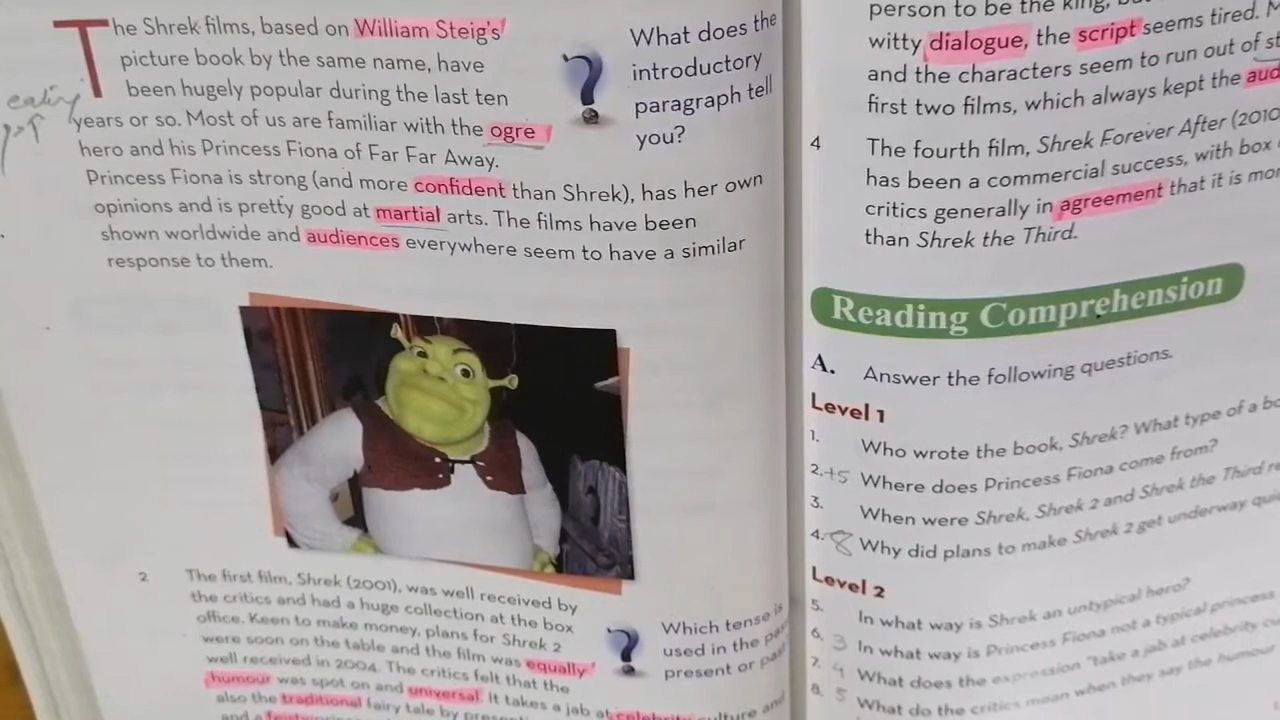 The Shrek films, based on William Steig's
picture book by the same name, have
been hugely popular during the last ten
years or so. Most of us are familiar with the ogre
hero and his Princess Fiona of Far Far Away.
Princess Fiona is strong (and more confident than Shrek), has her own
opinions and is pretty good at martial arts. The films have been
shown worldwide and audiences everywhere seem to have a similar
response to them.
?
What does the
introductory
paragraph tell
you?
2
The first film, Shrek (2001), was well received by
the critics and had a huge collection at the box
office. Keen to make money, plans for Shrek 2
were soon on the table and the film was equally
well received in 2004. The critics felt that the
humour was spot on and universal. It takes a jab at celebrity culture and
also the traditional fairy tale by
and a
?
Which tense is
used in the
present or
person to be the king,
witty dialogue, the script seems tired.
and the characters seem to run out of
first two films, which always kept the
4
The fourth film, Shrek Forever After (2010
has been a commercial success, with box
critics generally in agreement that it is
than Shrek the Third.
Reading Comprehension
A. Answer the following questions.
Level 1
1. Who wrote the book, Shrek? What type of a
2. +5 Where does Princess Fiona come from?
3. When were Shrek, Shrek 2 and Shrek the Third
4. 8 Why did plans to make Shrek 2 get underway
Level 2
5. In what way is Shrek an untypical hero?
6. 3 In what way is Princess Fiona not a typical princess
7. 4 What does the expression "take a jab at celebrity
8. 5 What do the critics mean when they say the humour